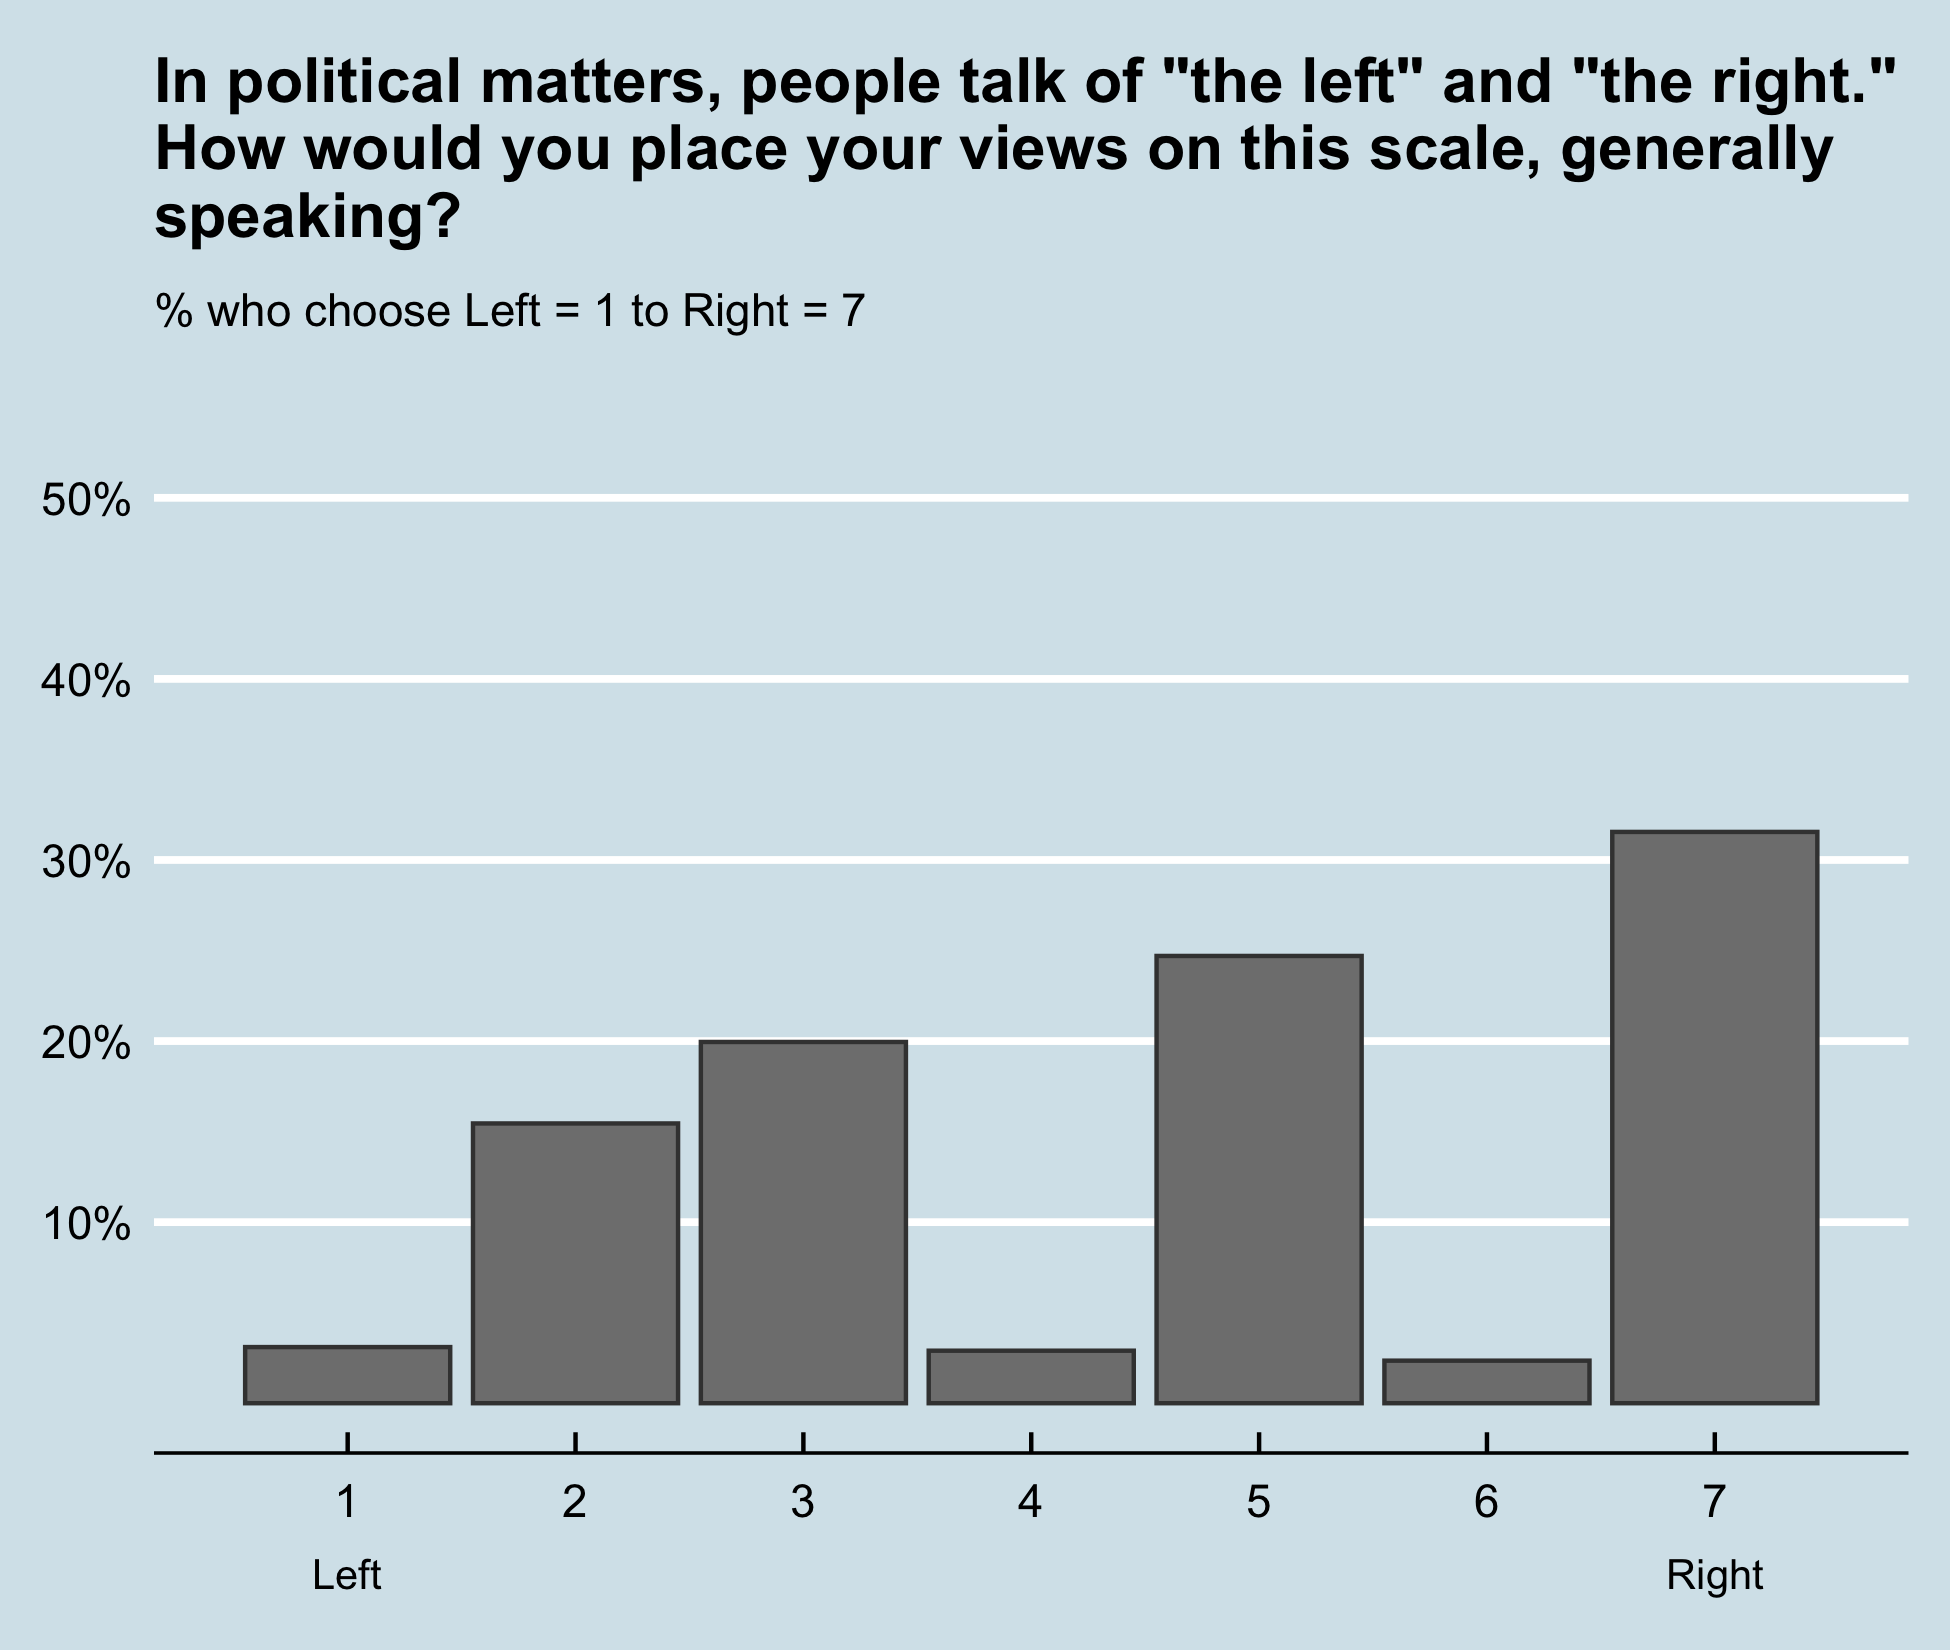 In political matters, people talk of "the left" and "the right."
How would you place your views on this scale, generally
speaking?
% who choose Left = 1 to Right = 7
50%
40%
30%
20%
10%
1 2 3 4 5 6 7
Left Right